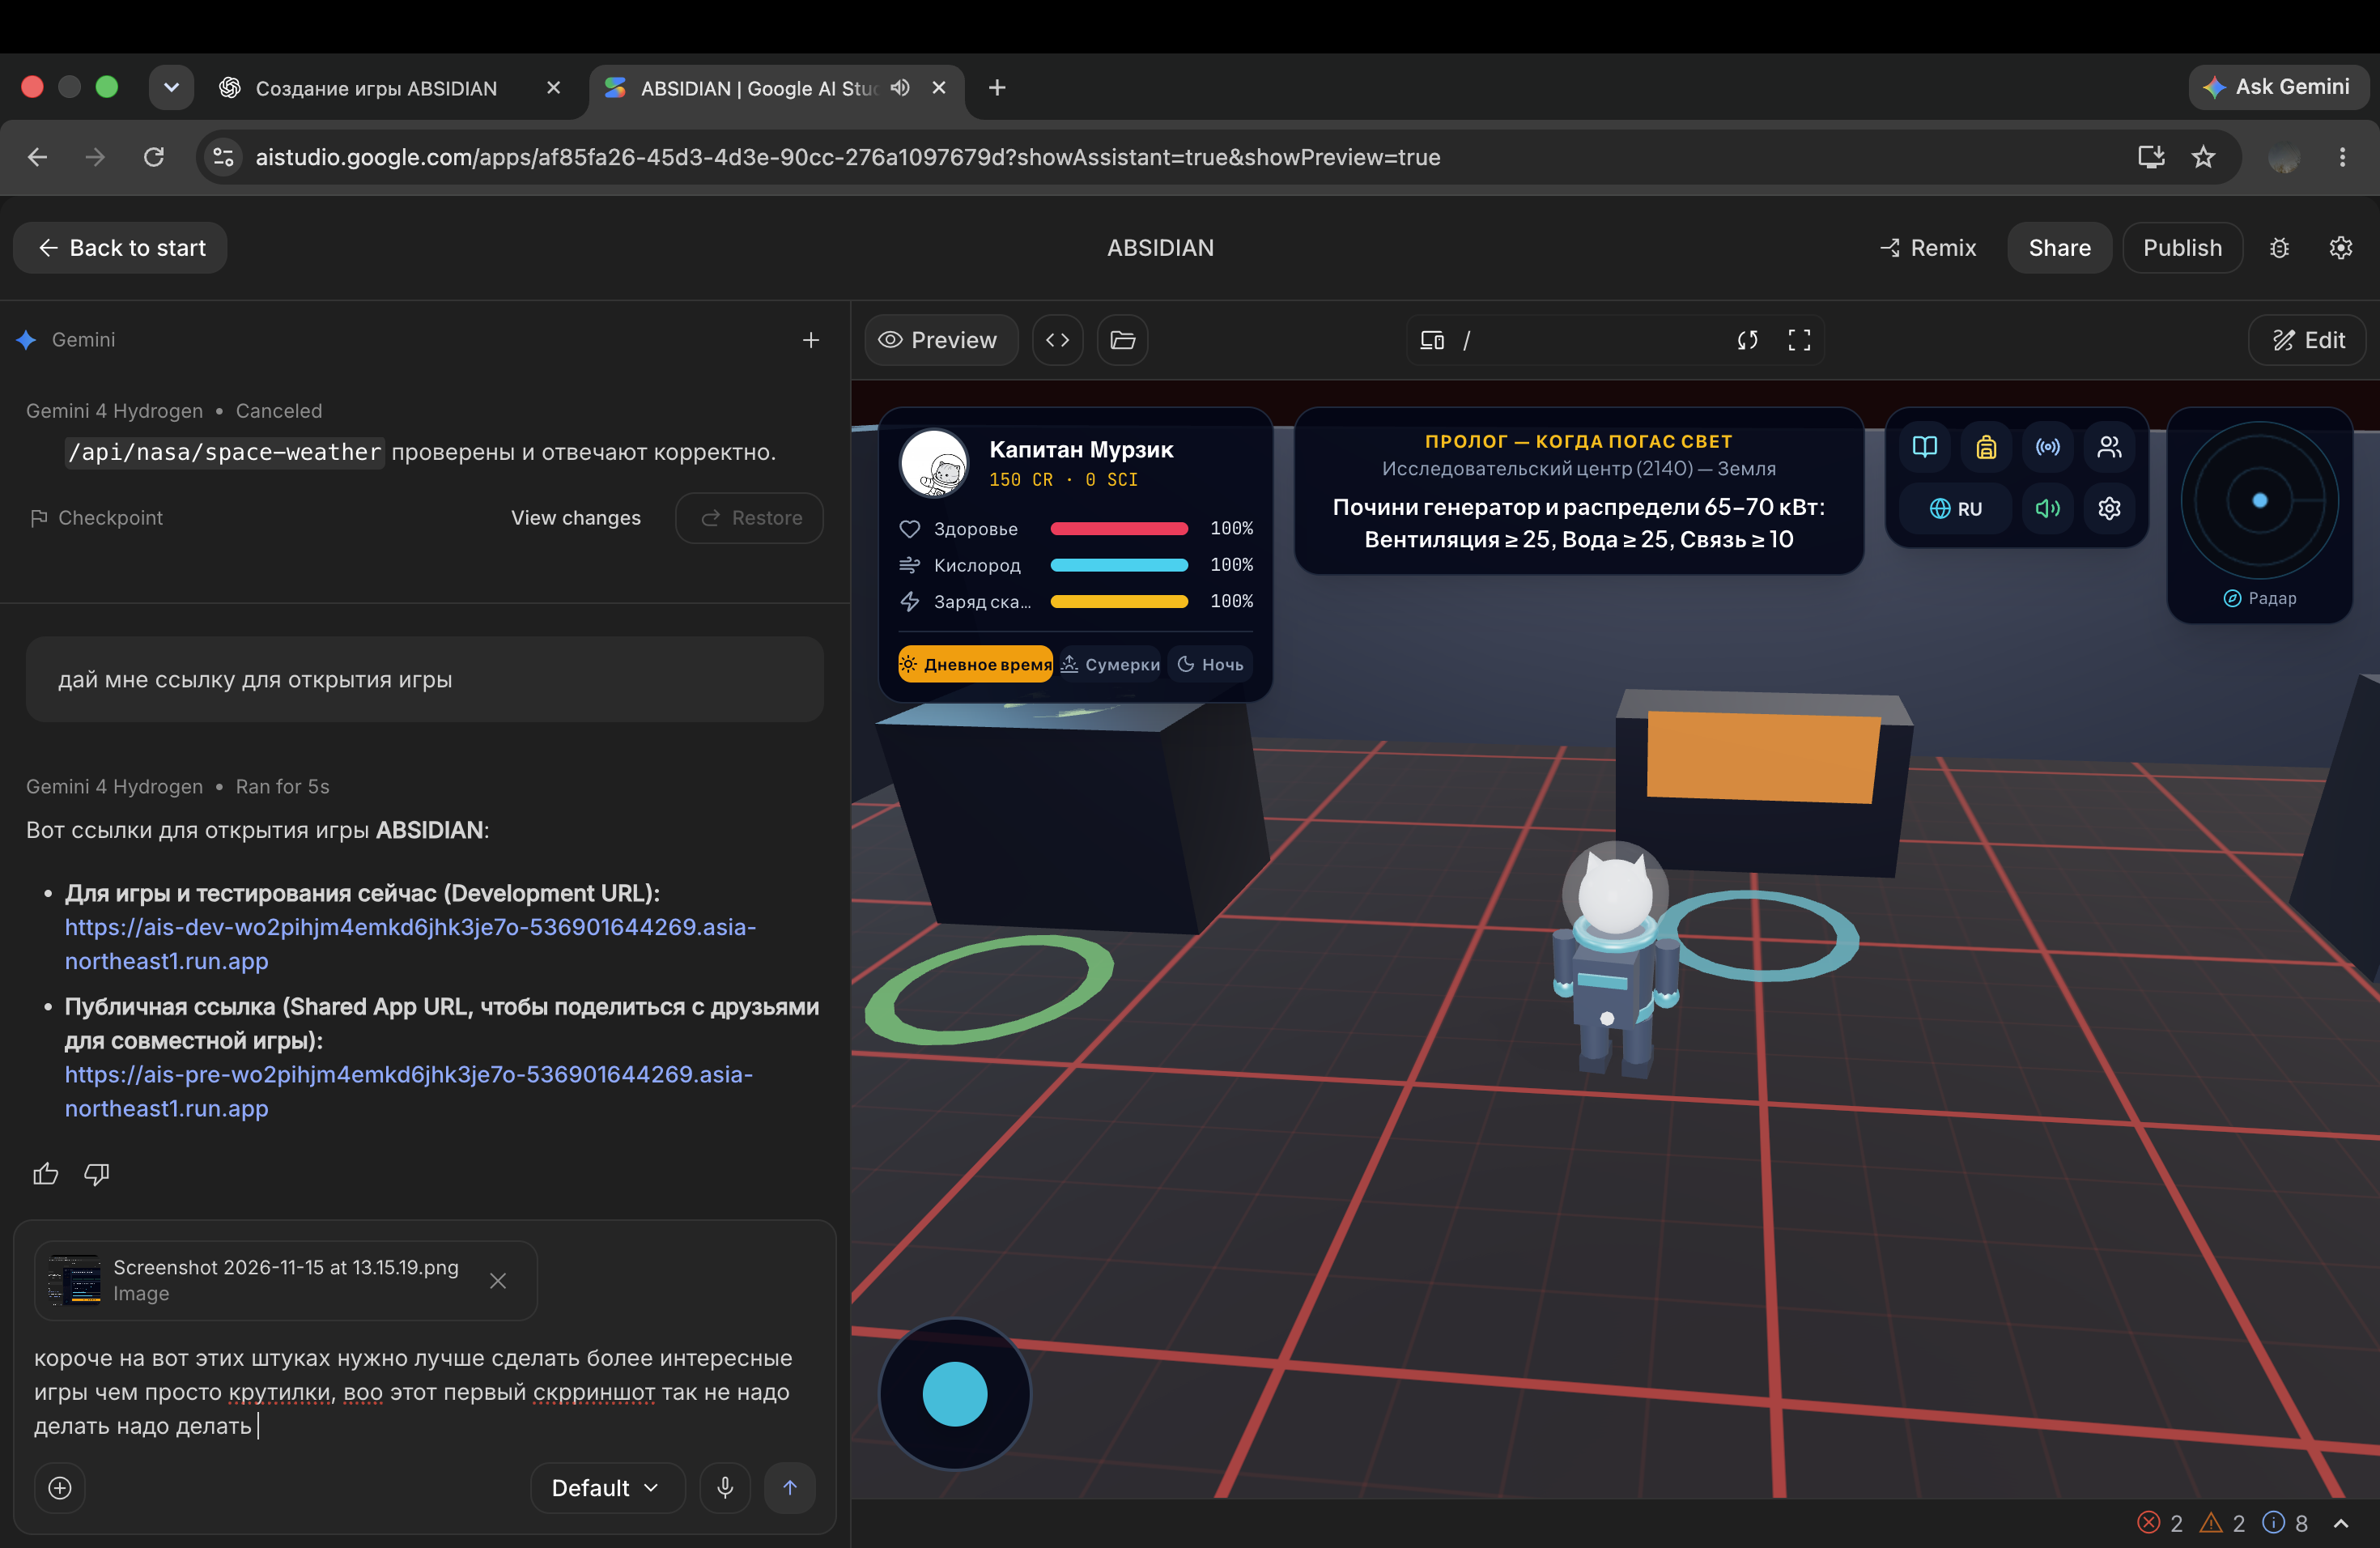 Создание игры ABSIDIAN
ABSIDIAN | Google AI Stu
Ask Gemini
aistudio.google.com/apps/af85fa26-45d3-4d3e-90cc-276a1097679d?showAssistant=true&showPreview=true
Back to start
ABSIDIAN
Remix
Share
Publish
Gemini
Gemini 4 Hydrogen • Canceled
/api/nasa/space-weather проверены и отвечают корректно.
Checkpoint
View changes
Restore
дай мне ссылку для открытия игры
Gemini 4 Hydrogen • Ran for 5s
Вот ссылки для открытия игры ABSIDIAN:
• Для игры и тестирования сейчас (Development URL):
https://ais-dev-wo2pihjm4emkd6jhk3je7o-536901644269.asia-
northeast1.run.app
• Публичная ссылка (Shared App URL, чтобы поделиться с друзьями
для совместной игры):
https://ais-pre-wo2pihjm4emkd6jhk3je7o-536901644269.asia-
northeast1.run.app
Screenshot 2026-11-15 at 13.15.19.png
Image
короче на вот этих штуках нужно лучше сделать более интересные
игры чем просто крутилки, воо этот первый скрриншот так не надо
делать надо делать
Default
Preview
/
Edit
Капитан Мурзик
150 CR · 0 SCI
Здоровье 100%
Кислород 100%
Заряд ска... 100%
Дневное время
Сумерки
Ночь
ПРОЛОГ — КОГДА ПОГАС СВЕТ
Исследовательский центр (2140) — Земля
Почини генератор и распредели 65–70 кВт:
Вентиляция ≥ 25, Вода ≥ 25, Связь ≥ 10
RU
Радар
2
2
8